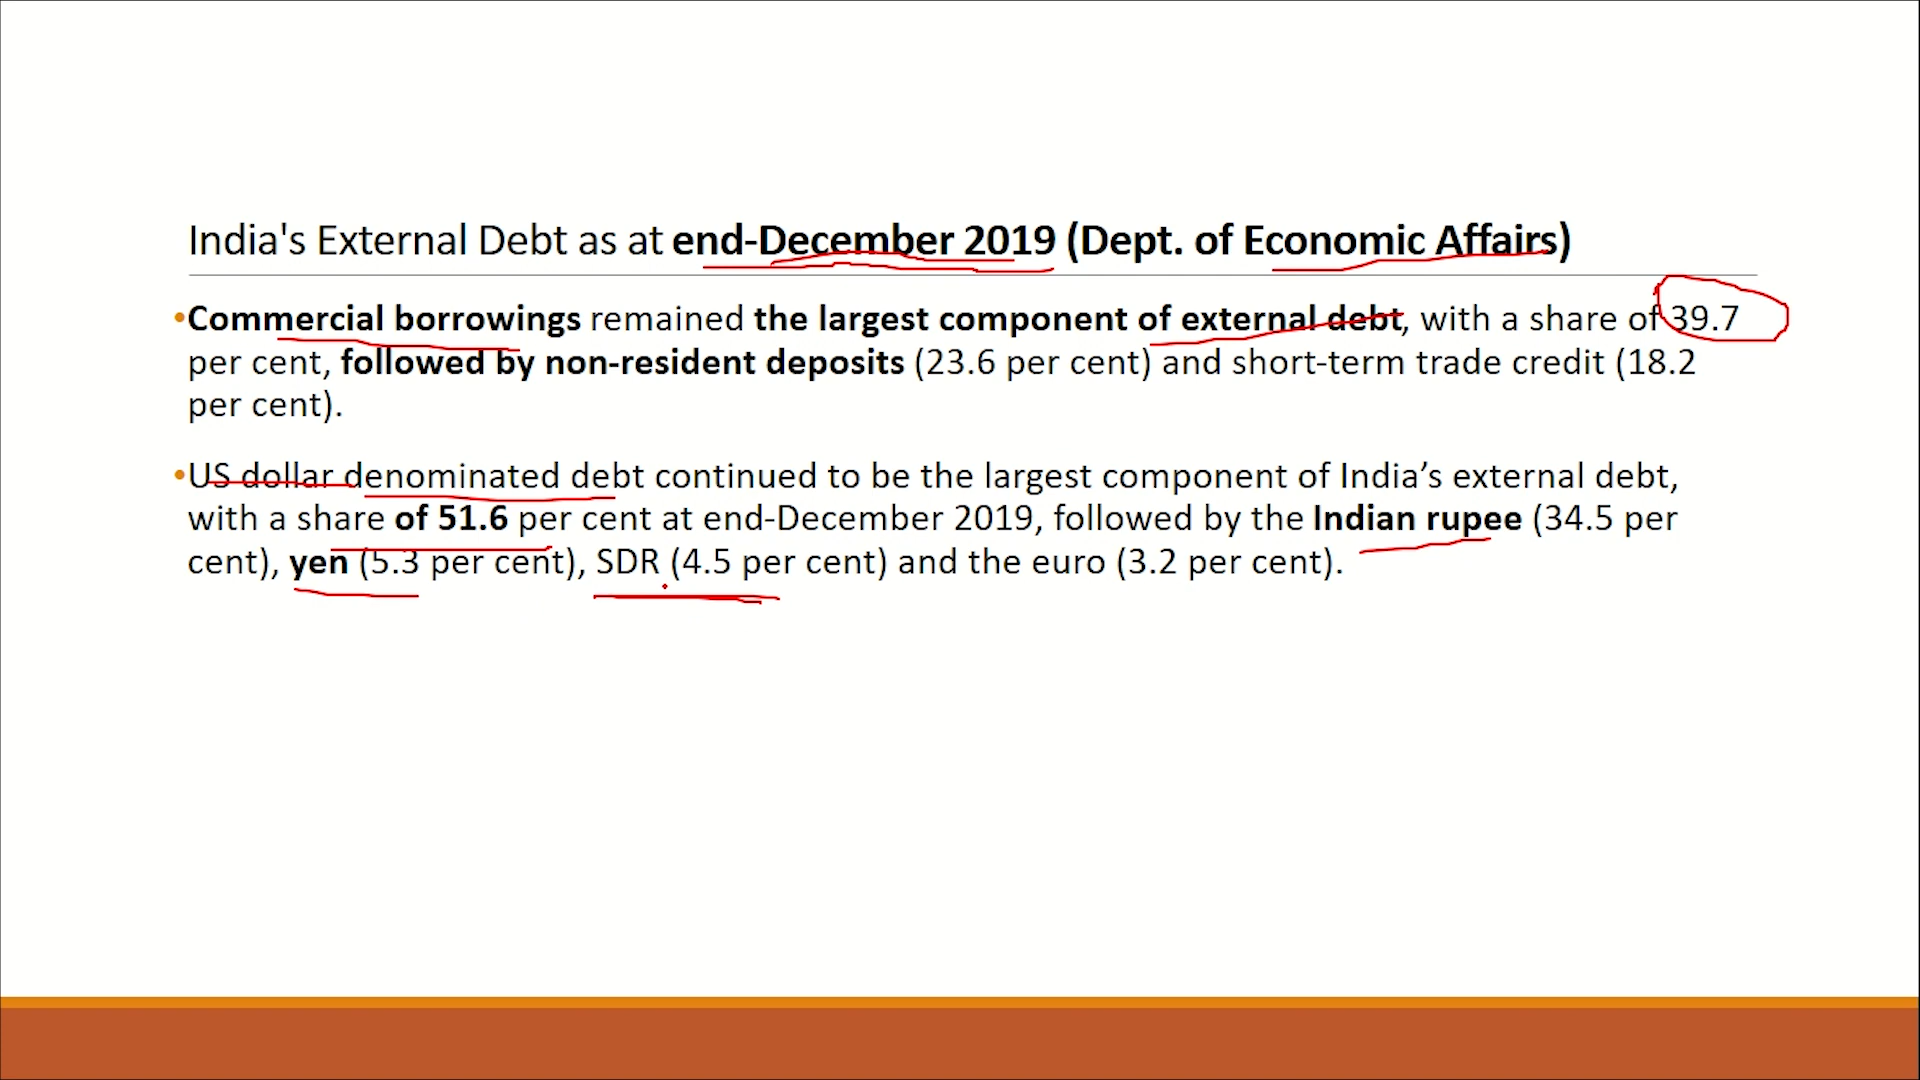 India's External Debt as at end-December 2019 (Dept. of Economic Affairs)
•Commercial borrowings remained the largest component of external debt, with a share of 39.7
per cent, followed by non-resident deposits (23.6 per cent) and short-term trade credit (18.2
per cent).
•US dollar denominated debt continued to be the largest component of India’s external debt,
with a share of 51.6 per cent at end-December 2019, followed by the Indian rupee (34.5 per
cent), yen (5.3 per cent), SDR (4.5 per cent) and the euro (3.2 per cent).